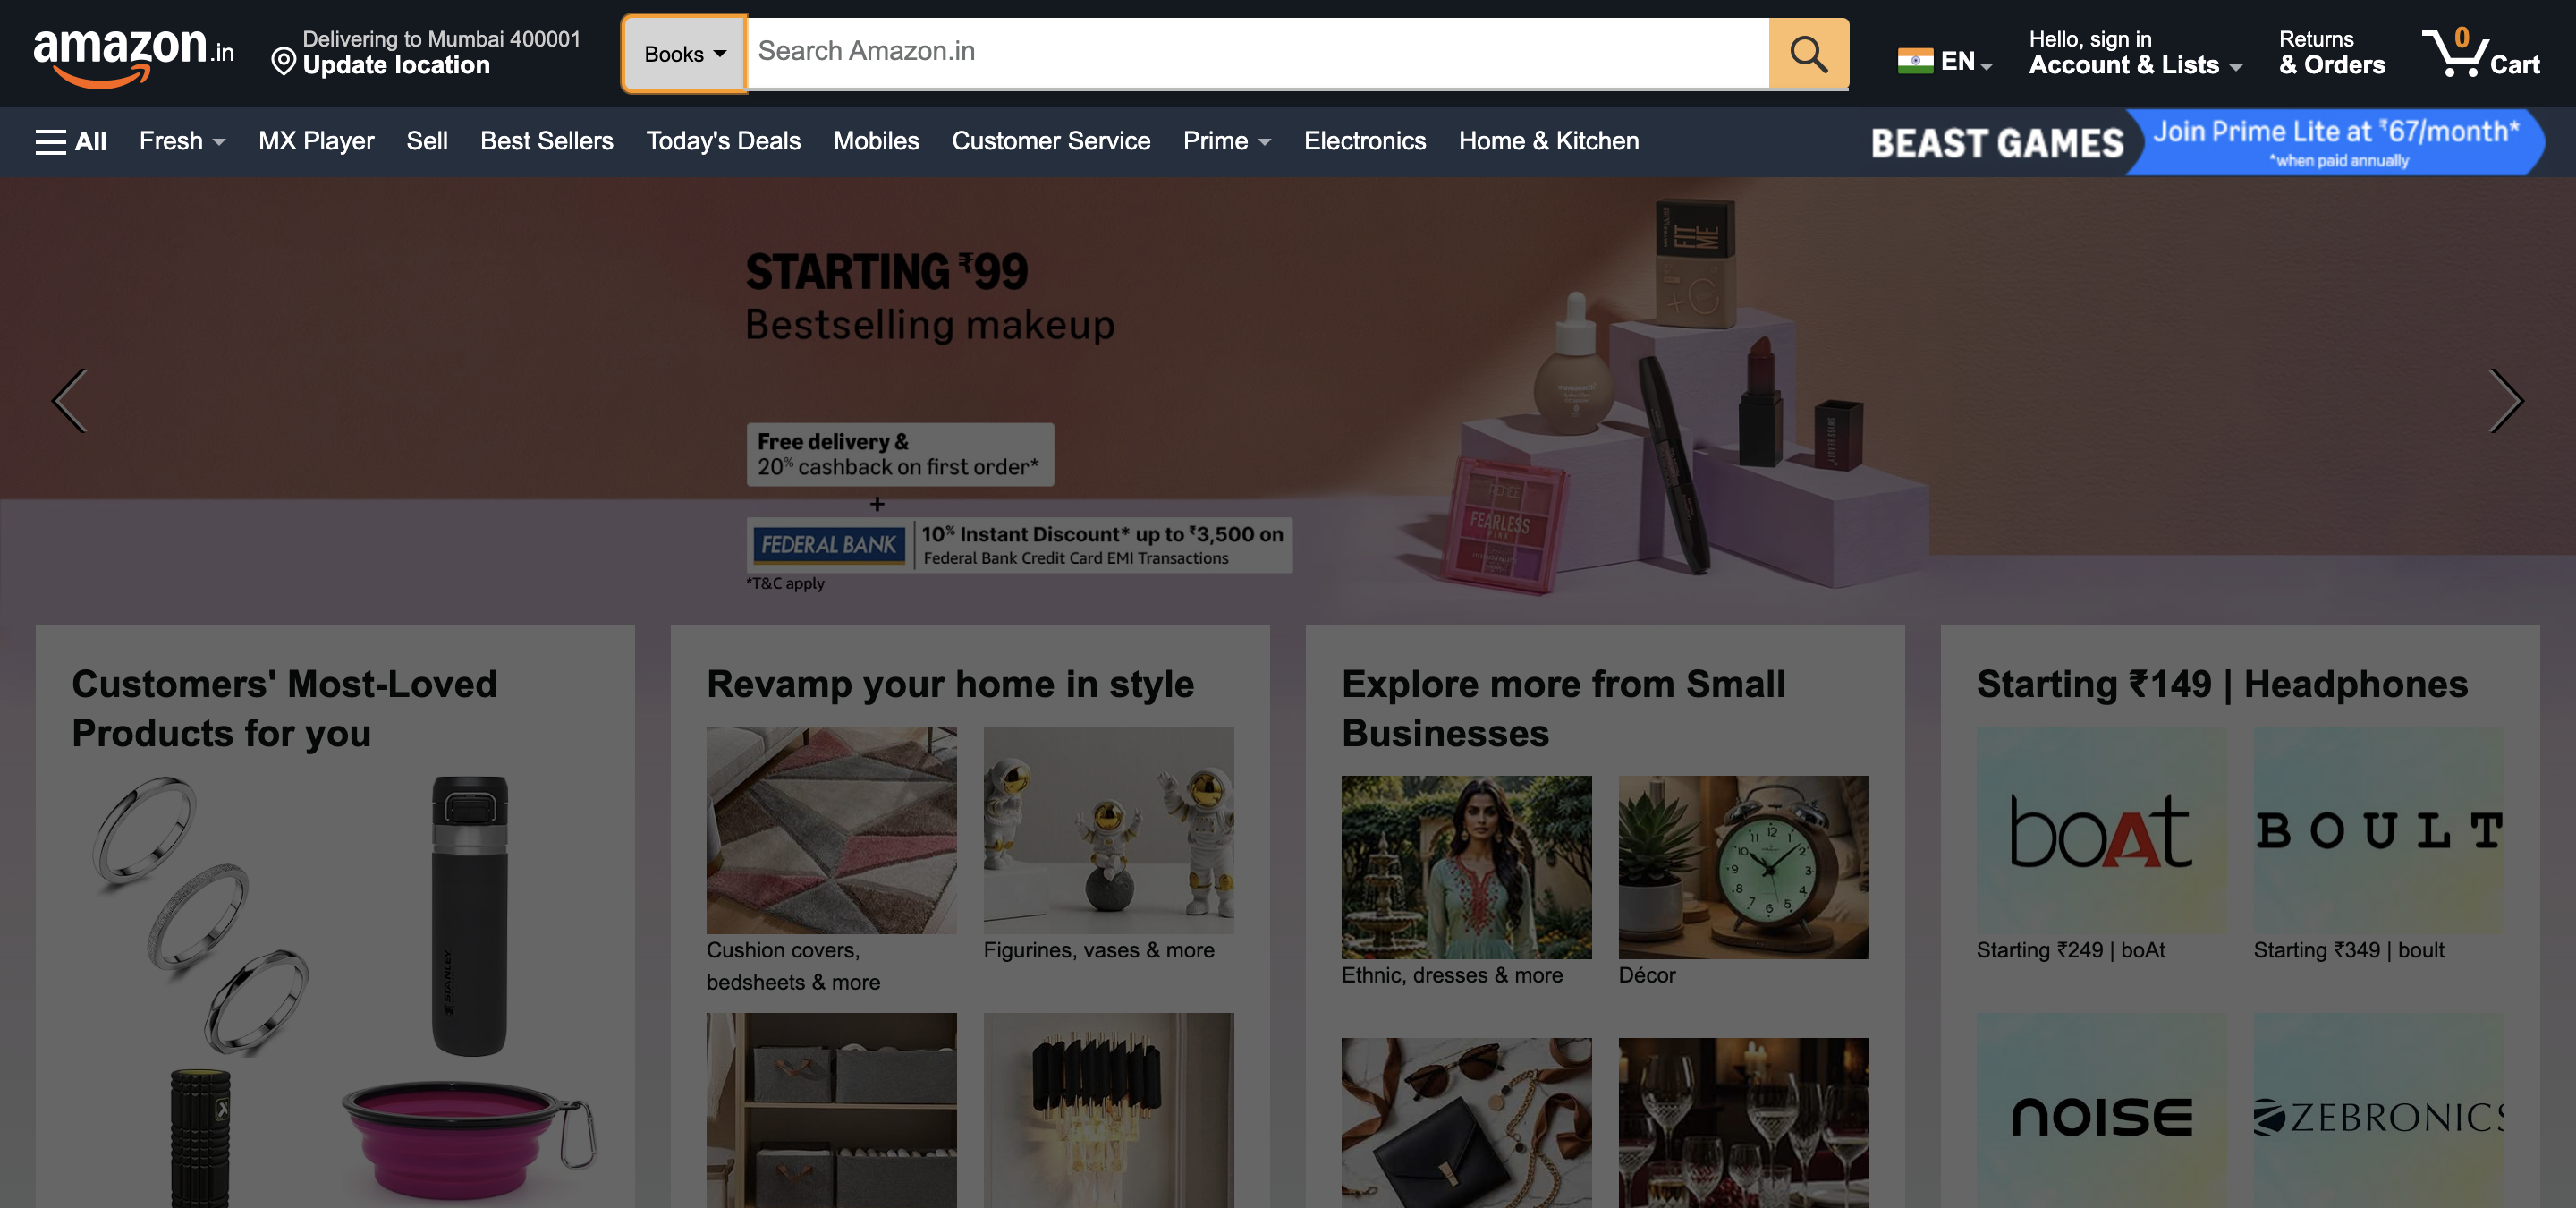 amazon.in
Delivering to Mumbai 400001
Update location
Books
Search Amazon.in
EN
Hello, sign in
Account & Lists
Returns
& Orders
0
Cart
All
Fresh
MX Player
Sell
Best Sellers
Today's Deals
Mobiles
Customer Service
Prime
Electronics
Home & Kitchen
BEAST GAMES
Join Prime Lite at ₹67/month*
*when paid annually
STARTING ₹99
Bestselling makeup
FIT
ME
Free delivery &
20% cashback on first order*
+
FEDERAL BANK
10% Instant Discount* up to ₹3,500 on
Federal Bank Credit Card EMI Transactions
*T&C apply
RENEE
FEARLESS
PINK
SWISS BEAUTY
Customers' Most-Loved
Products for you
STANLEY
Revamp your home in style
Cushion covers,
bedsheets & more
Figurines, vases & more
Explore more from Small
Businesses
Ethnic, dresses & more
Décor
Starting ₹149 | Headphones
boAt
BOULT
Starting ₹249 | boAt
Starting ₹349 | boult
noise
ZEBRONICS